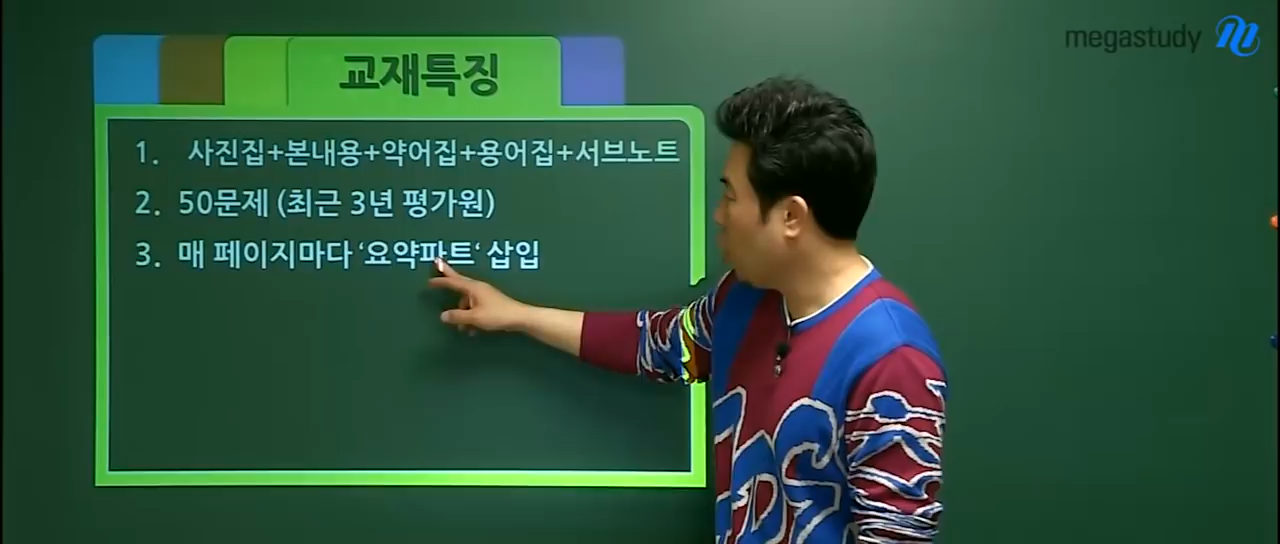 megastudy
교재특징
1. 사진집+본내용+약어집+용어집+서브노트
2. 50문제 (최근 3년 평가원)
3. 매 페이지마다 ‘요약파트‘ 삽입